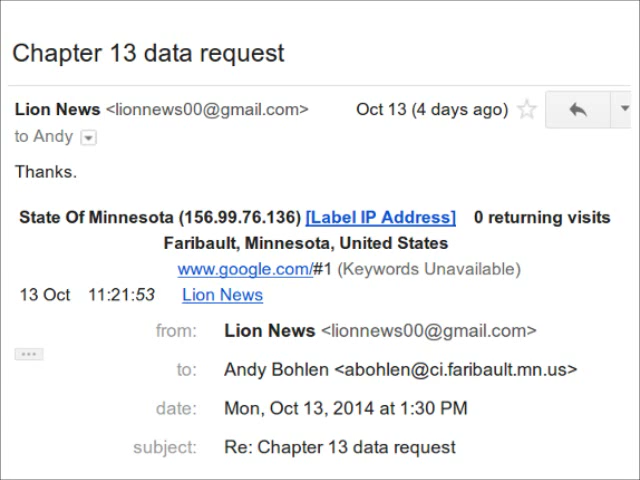 Chapter 13 data request
Lion News <lionnews00@gmail.com> Oct 13 (4 days ago)
to Andy
Thanks.
State Of Minnesota (156.99.76.136) [Label IP Address] 0 returning visits
Faribault, Minnesota, United States
www.google.com/#1 (Keywords Unavailable)
13 Oct 11:21:53 Lion News
from: Lion News <lionnews00@gmail.com>
to: Andy Bohlen <abohlen@ci.faribault.mn.us>
date: Mon, Oct 13, 2014 at 1:30 PM
subject: Re: Chapter 13 data request